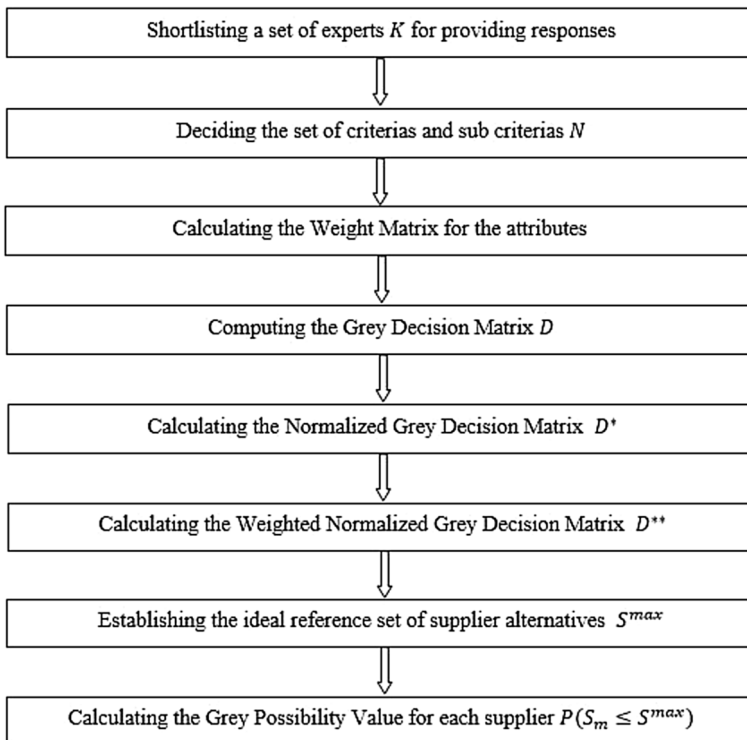 Shortlisting a set of experts K for providing responses
Deciding the set of criterias and sub criterias N
Calculating the Weight Matrix for the attributes
Computing the Grey Decision Matrix D
Calculating the Normalized Grey Decision Matrix D*
Calculating the Weighted Normalized Grey Decision Matrix D**
Establishing the ideal reference set of supplier alternatives S^max
Calculating the Grey Possibility Value for each supplier P(S_m ≤ S^max)